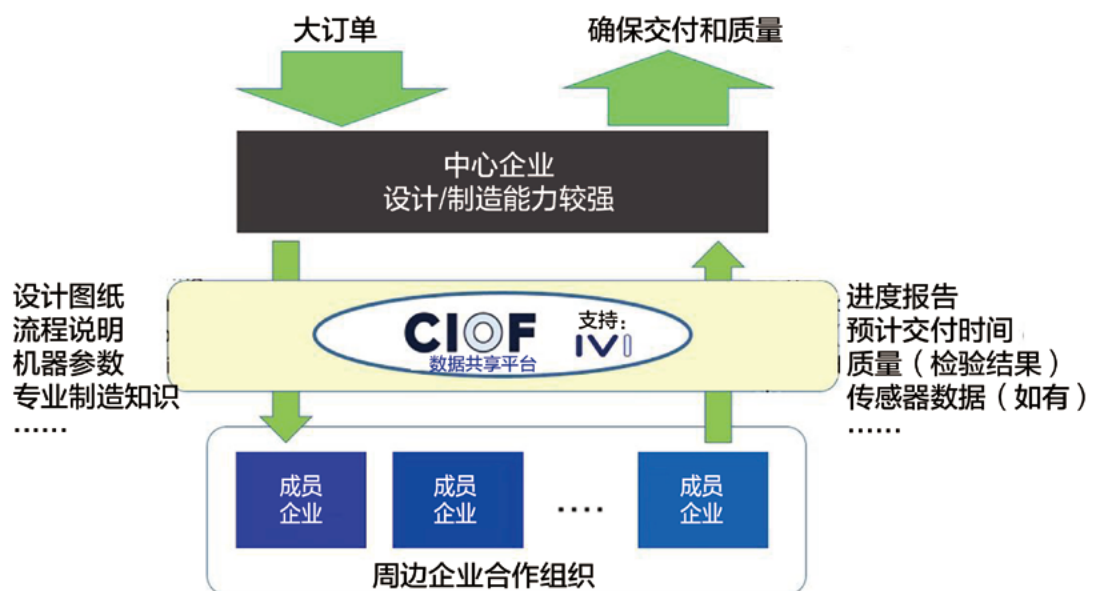 大订单
确保交付和质量
中心企业
设计/制造能力较强
设计图纸
流程说明
机器参数
专业制造知识
……
CIOF
数据共享平台
支持：
IVI
进度报告
预计交付时间
质量（检验结果）
传感器数据（如有）
……
成员
企业
成员
企业
....
成员
企业
周边企业合作组织